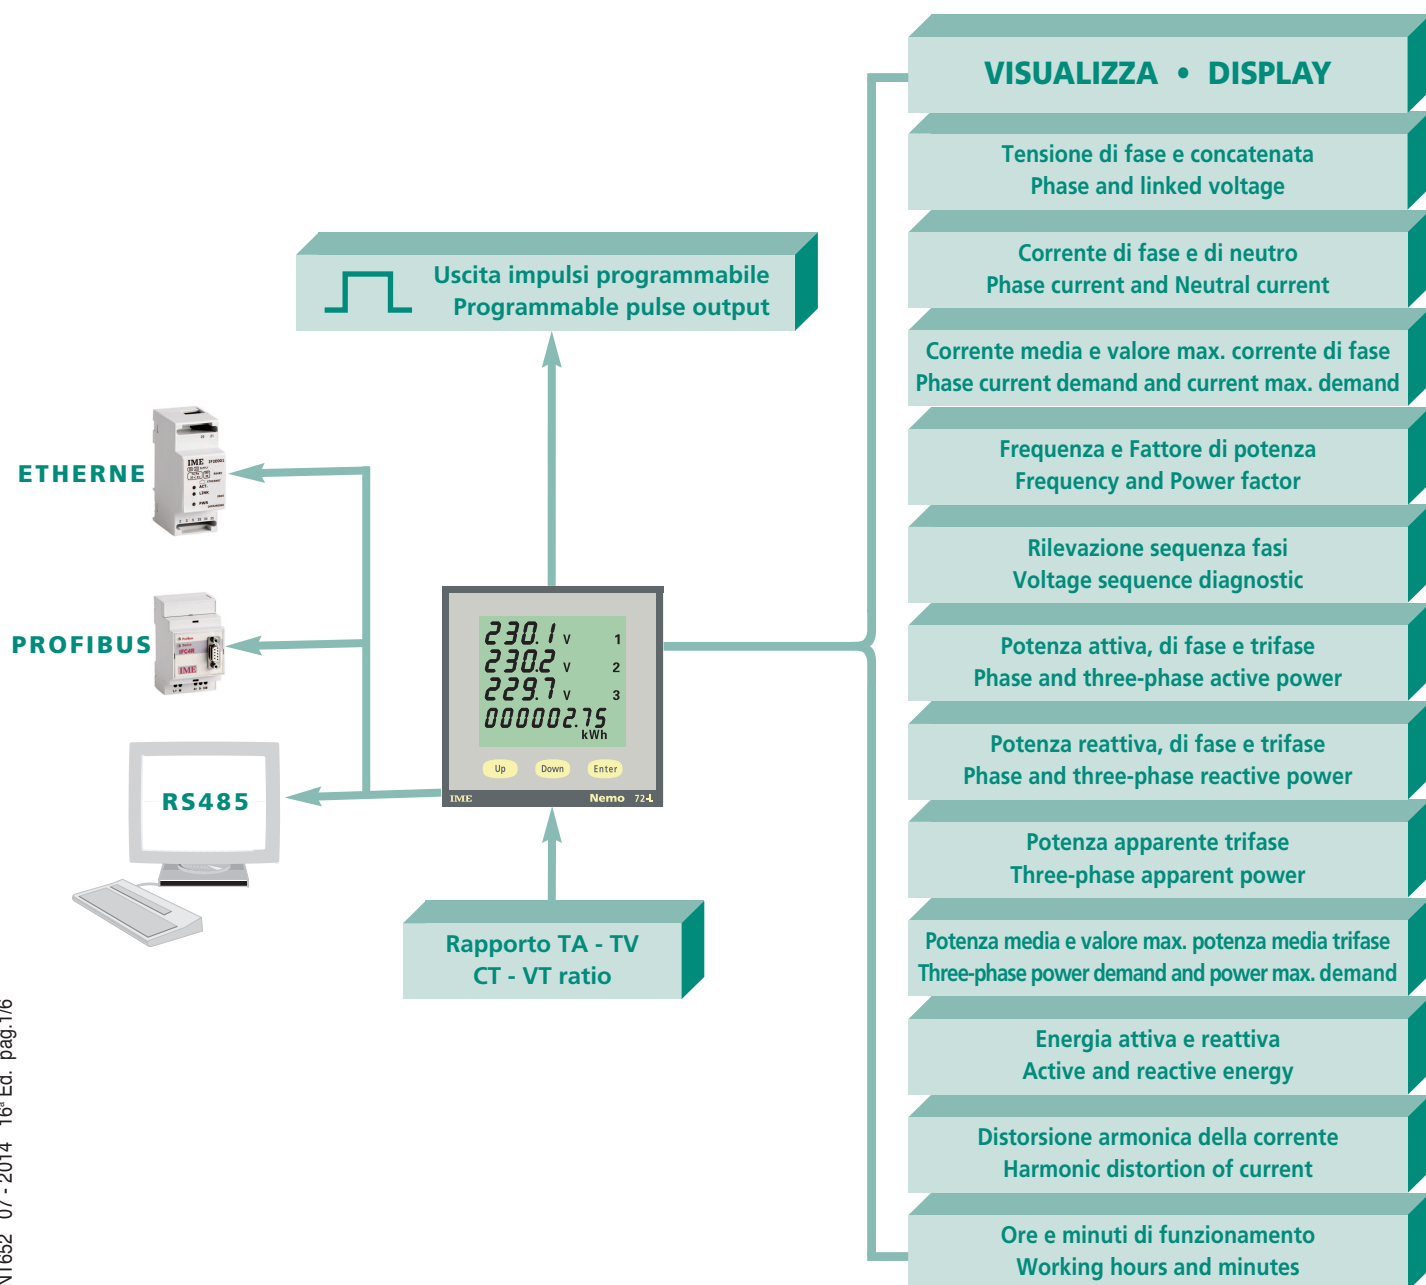 VISUALIZZA • DISPLAY
Tensione di fase e concatenata
Phase and linked voltage
Corrente di fase e di neutro
Phase current and Neutral current
Corrente media e valore max. corrente di fase
Phase current demand and current max. demand
Frequenza e Fattore di potenza
Frequency and Power factor
Rilevazione sequenza fasi
Voltage sequence diagnostic
Potenza attiva, di fase e trifase
Phase and three-phase active power
Potenza reattiva, di fase e trifase
Phase and three-phase reactive power
Potenza apparente trifase
Three-phase apparent power
Potenza media e valore max. potenza media trifase
Three-phase power demand and power max. demand
Energia attiva e reattiva
Active and reactive energy
Distorsione armonica della corrente
Harmonic distortion of current
Ore e minuti di funzionamento
Working hours and minutes
Uscita impulsi programmabile
Programmable pulse output
ETHERNE
IME
ACT.
LINK
PWR
PROFIBUS
IFC4R
IME
RS485
230.1 V 1
230.2 V 2
229.7 V 3
000002.75
kWh
Up Down Enter
IME Nemo 72-L
Rapporto TA - TV
CT - VT ratio
NT652 07 - 2014 16ª Ed. pag.1/6